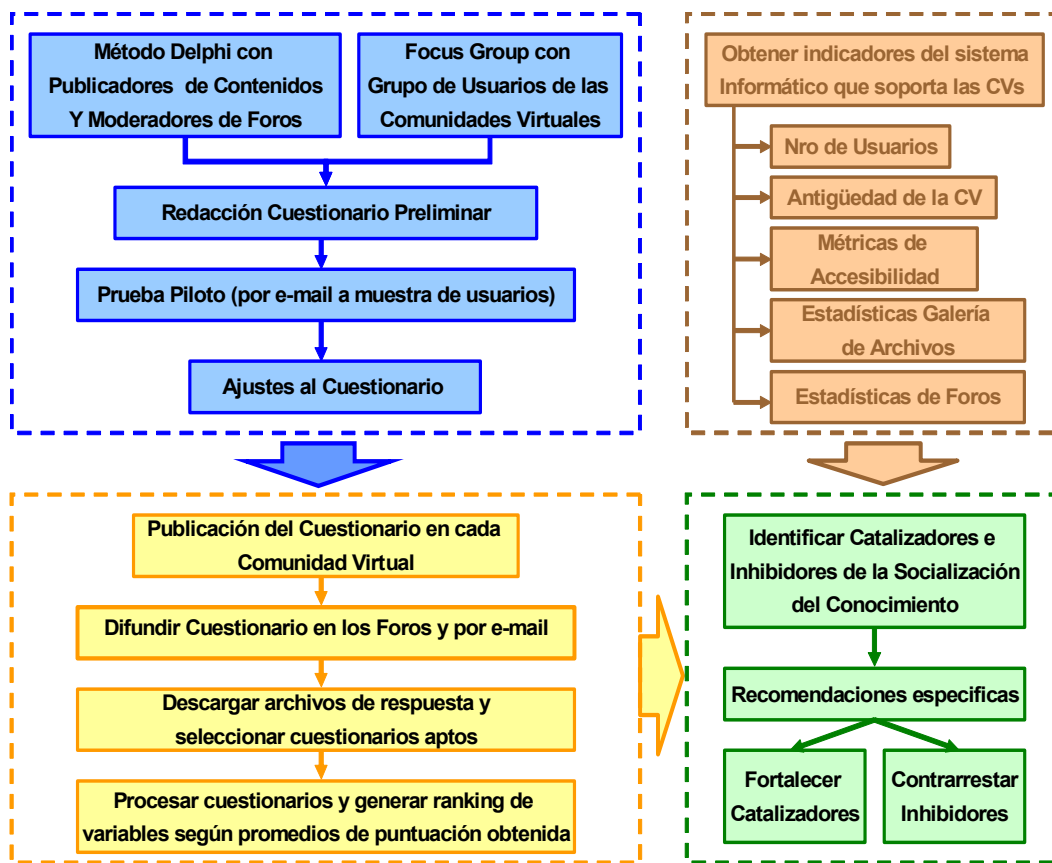 Método Delphi con
Publicadores de Contenidos
Y Moderadores de Foros
Focus Group con
Grupo de Usuarios de las
Comunidades Virtuales
Redacción Cuestionario Preliminar
Prueba Piloto (por e-mail a muestra de usuarios)
Ajustes al Cuestionario
Obtener indicadores del sistema
Informático que soporta las CVs
Nro de Usuarios
Antigüedad de la CV
Métricas de
Accesibilidad
Estadísticas Galería
de Archivos
Estadísticas de Foros
Publicación del Cuestionario en cada
Comunidad Virtual
Difundir Cuestionario en los Foros y por e-mail
Descargar archivos de respuesta y
seleccionar cuestionarios aptos
Procesar cuestionarios y generar ranking de
variables según promedios de puntuación obtenida
Identificar Catalizadores e
Inhibidores de la Socialización
del Conocimiento
Recomendaciones especificas
Fortalecer
Catalizadores
Contrarrestar
Inhibidores